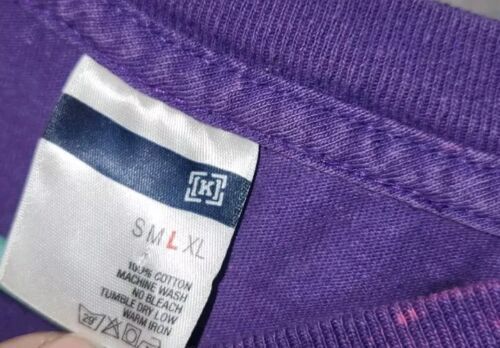 [K]
S M L XL
100% COTTON
MACHINE WASH
NO BLEACH
TUMBLE DRY LOW
WARM IRON